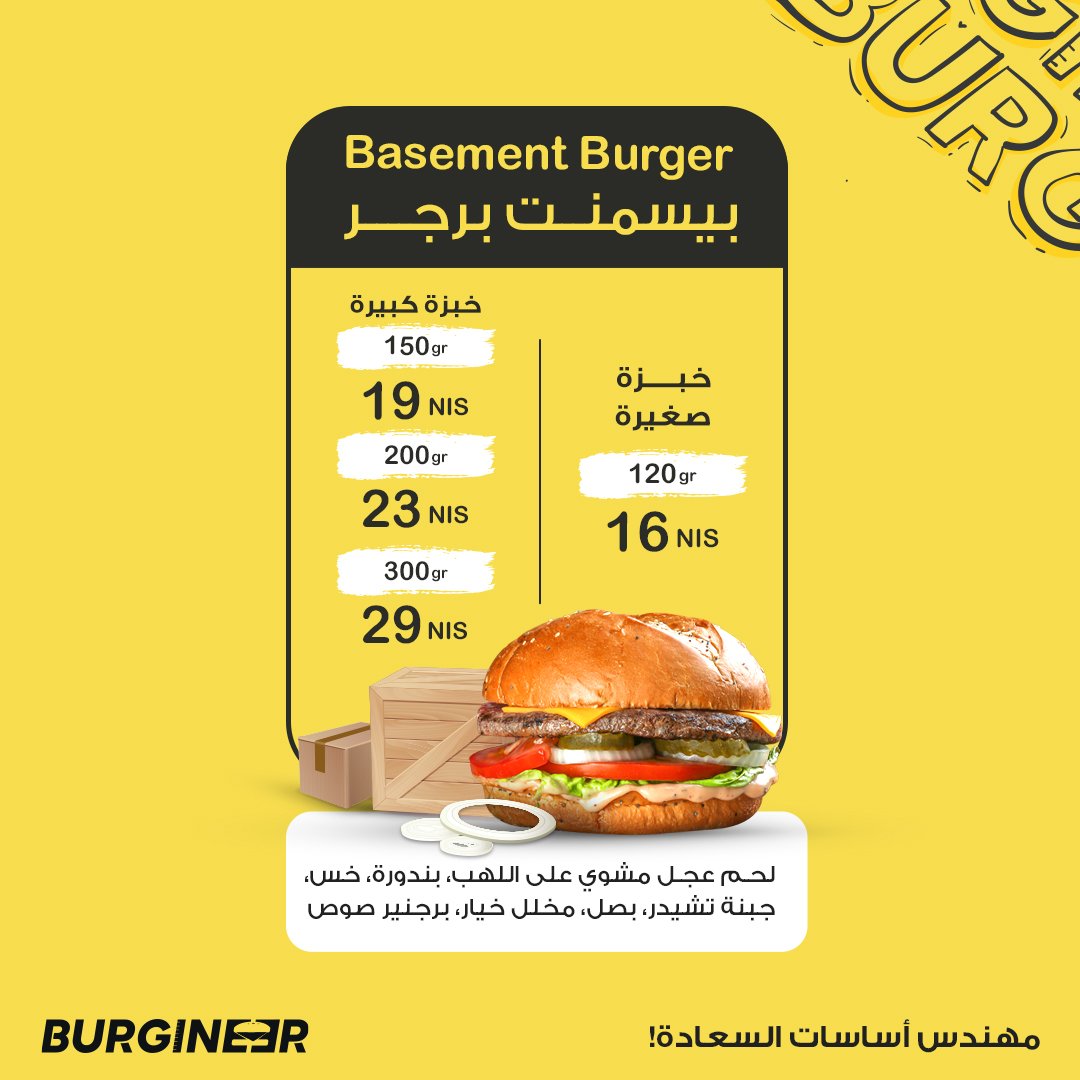 BURG
Basement Burger
بيسمنت برجر
خبزة كبيرة
150gr
19 NIS
200gr
23 NIS
300gr
29 NIS
خبزة
صغيرة
120gr
16 NIS
لحم عجل مشوي على اللهب، بندورة، خس،
جبنة تشيدر، بصل، مخلل خيار، برجنير صوص
BURGINEER
مهندس أساسات السعادة!